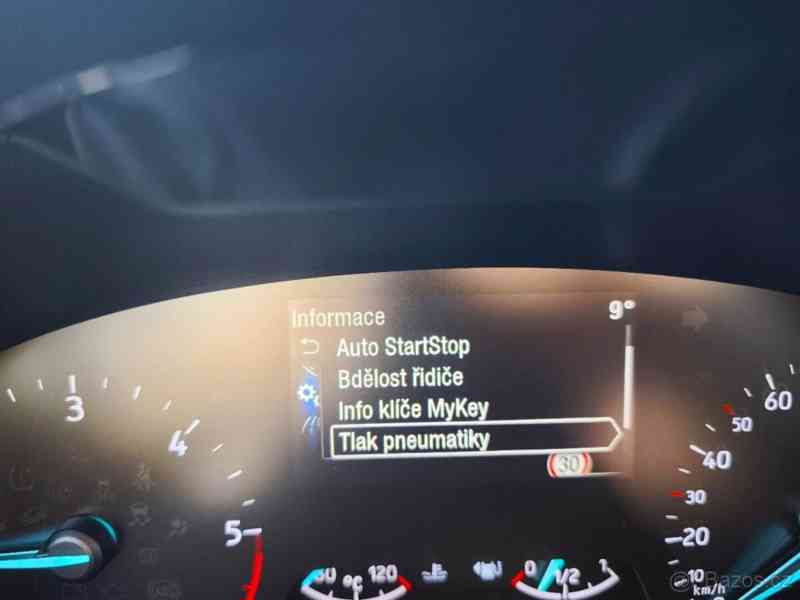 Informace
9°
Auto StartStop
Bdělost řidiče
Info klíče MyKey
Tlak pneumatiky
30
3
4
5
60
50
40
30
20
10
km/h
°C 120
0 1/2 1
Bazos.cz